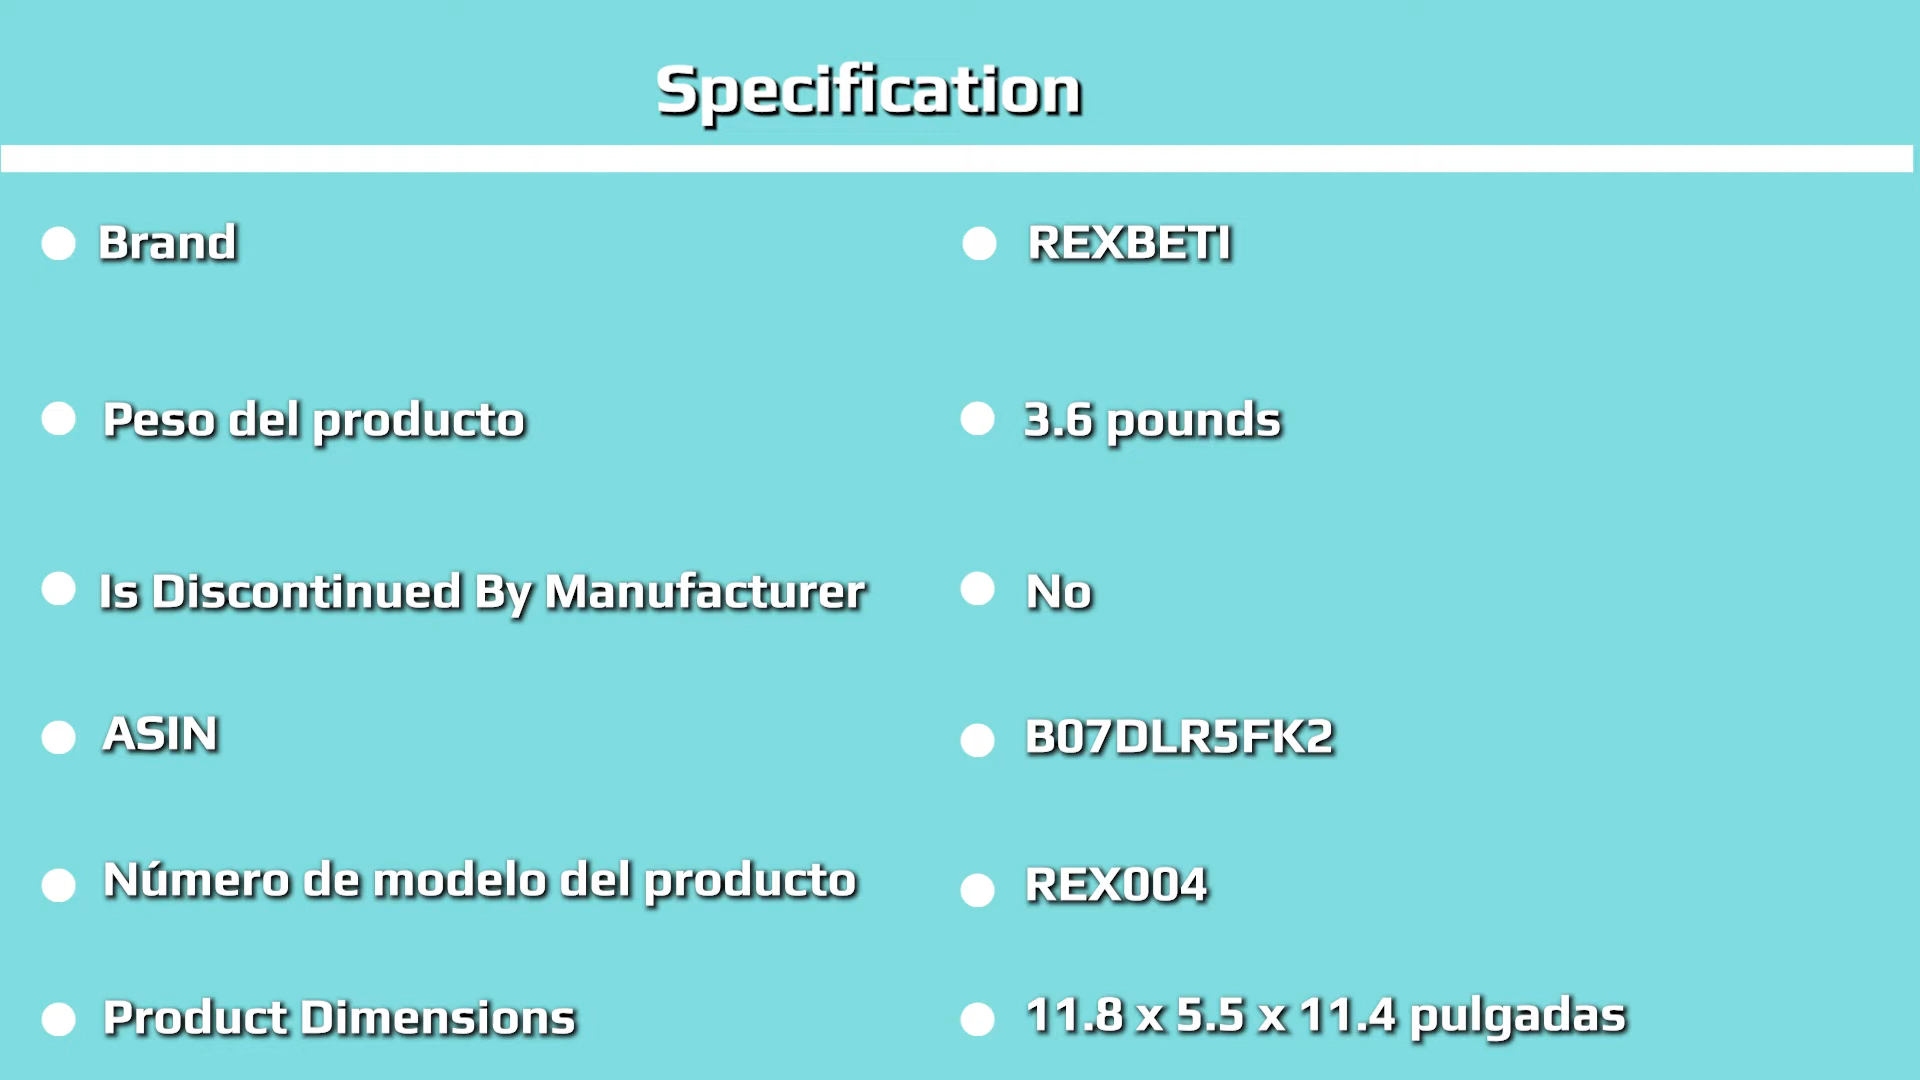 Specification
Brand
REXBETI
Peso del producto
3.6 pounds
Is Discontinued By Manufacturer
No
ASIN
B07DLR5FK2
Número de modelo del producto
REX004
Product Dimensions
11.8 x 5.5 x 11.4 pulgadas